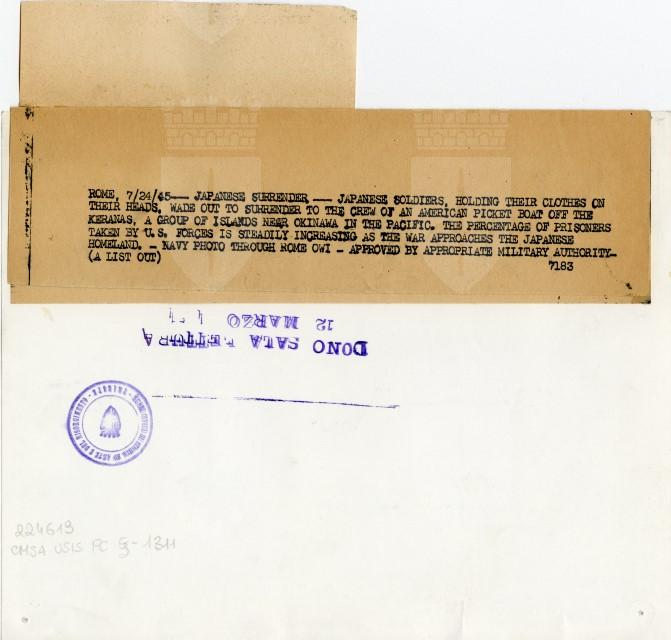 ROME, 7/24/45-- JAPANESE SURRENDER -- JAPANESE SOLDIERS, HOLDING THEIR CLOTHES ON
THEIR HEADS, WADE OUT TO SURRENDER TO THE CREW OF AN AMERICAN PICKET BOAT OFF THE
KERANAS, A GROUP OF ISLANDS NEAR OKINAWA IN THE PACIFIC. THE PERCENTAGE OF PRISONERS
TAKEN BY U.S. FORCES IS STEADILY INCREASING AS THE WAR APPROACHES THE JAPANESE
HOMELAND. - NAVY PHOTO THROUGH ROME OWI - APPROVED BY APPROPRIATE MILITARY AUTHORITY-
(A LIST OUT) 7183
DONO SALA LETTURA
12 MARZO
224619
CMSA USIS FC G-1311